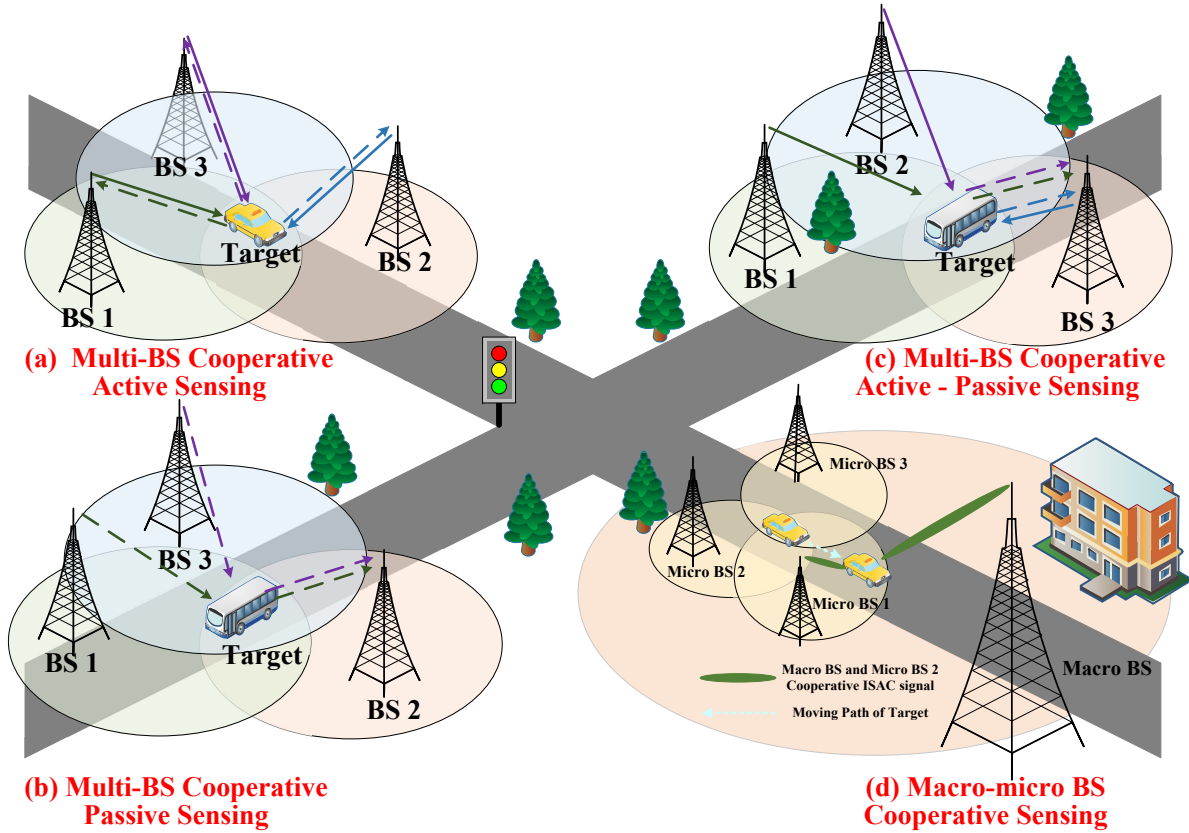 BS 3
BS 1
Target
BS 2
(a) Multi-BS Cooperative
Active Sensing
BS 2
BS 1
Target
BS 3
(c) Multi-BS Cooperative
Active - Passive Sensing
BS 3
BS 1
Target
BS 2
(b) Multi-BS Cooperative
Passive Sensing
Micro BS 3
Micro BS 2
Micro BS 1
Macro BS
Macro BS and Micro BS 2
Cooperative ISAC signal
Moving Path of Target
(d) Macro-micro BS
Cooperative Sensing